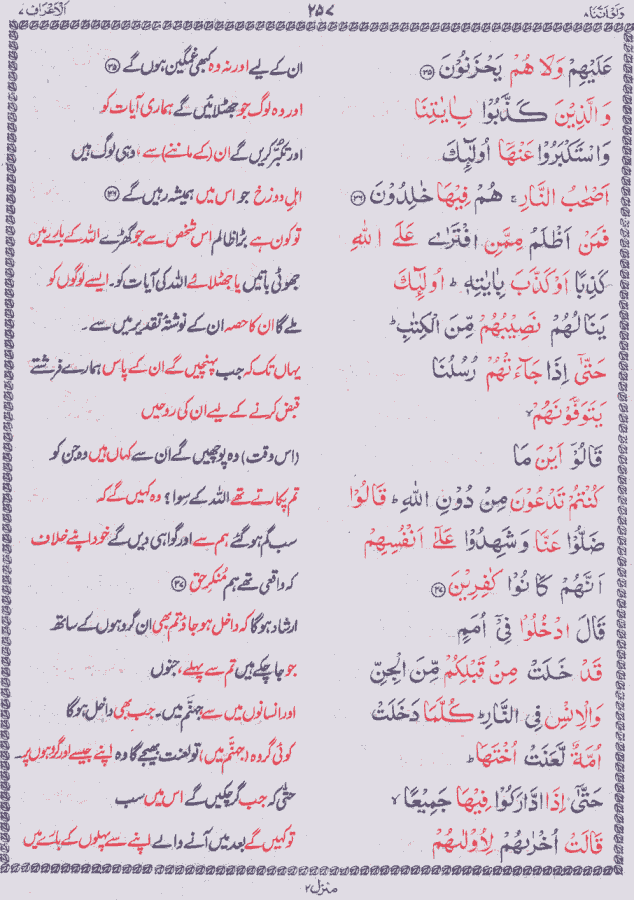 وَلَوْ اَنَّنَا ۸
۲۵۷
اَلْاَعْرَاف ۷
عَلَيْهِمْ وَلَا هُمْ يَحْزَنُوْنَ ﴿۳۵﴾ ان کے لیے اور نہ وہ کبھی غمگین ہوں گے ﴿۳۵﴾
وَالَّذِيْنَ كَذَّبُوْا بِاٰيٰتِنَا اور وہ لوگ جو جھٹلائیں گے ہماری آیات کو
وَاسْتَكْبَرُوْا عَنْهَآ اُولٰٓئِكَ اور تکبّر کریں گے ان (کے ماننے) سے، وہی لوگ ہیں
اَصْحٰبُ النَّارِ ۚ هُمْ فِيْهَا خٰلِدُوْنَ ﴿۳۶﴾ اہلِ دوزخ جو اس میں ہمیشہ رہیں گے ﴿۳۶﴾
فَمَنْ اَظْلَمُ مِمَّنِ افْتَرٰى عَلَى اللّٰهِ تو کون ہے بڑا ظالم اس شخص سے جو گھڑے اللہ کے بارے میں
كَذِبًا اَوْ كَذَّبَ بِاٰيٰتِهٖ ؕ اُولٰٓئِكَ جھوٹی باتیں یا جھٹلائے اللہ کی آیات کو۔ ایسے لوگوں کو
يَنَالُهُمْ نَصِيْبُهُمْ مِّنَ الْكِتٰبِ ؕ ملے گا ان کا حصہ ان کے نوشتۂ تقدیر میں سے۔
حَتّٰٓى اِذَا جَآءَتْهُمْ رُسُلُنَا یہاں تک کہ جب پہنچیں گے ان کے پاس ہمارے فرشتے
يَتَوَفَّوْنَهُمْ ۙ قبض کرنے کے لیے ان کی روحیں
قَالُوْٓا اَيْنَ مَا (اس وقت) وہ پوچھیں گے ان سے کہاں ہیں وہ جن کو
كُنْتُمْ تَدْعُوْنَ مِنْ دُوْنِ اللّٰهِ ؕ قَالُوْا تم پکارتے تھے اللہ کے سوا؟ وہ کہیں گے کہ
ضَلُّوْا عَنَّا وَشَهِدُوْا عَلٰٓى اَنْفُسِهِمْ سب گم ہو گئے ہم سے اور گواہی دیں گے خود اپنے خلاف
اَنَّهُمْ كَانُوْا كٰفِرِيْنَ ﴿۳۷﴾ کہ واقعی تھے ہم مُنکرِ حق ﴿۳۷﴾
قَالَ ادْخُلُوْا فِيْٓ اُمَمٍ ارشاد ہوگا کہ داخل ہو جاؤ تم بھی ان گروہوں کے ساتھ
قَدْ خَلَتْ مِنْ قَبْلِكُمْ مِّنَ الْجِنِّ جو جا چکے ہیں تم سے پہلے، جنوں
وَالْاِنْسِ فِى النَّارِ ؕ كُلَّمَا دَخَلَتْ اور انسانوں میں سے جہنّم میں۔ جب بھی داخل ہوگا
اُمَّةٌ لَّعَنَتْ اُخْتَهَا ؕ کوئی گروہ (جہنّم میں) تو لعنت بھیجے گا وہ اپنے جیسے اور گروہوں پر۔
حَتّٰٓى اِذَا ادَّارَكُوْا فِيْهَا جَمِيْعًا ۙ حتّٰی کہ جب گر چکیں گے اس میں سب
قَالَتْ اُخْرٰىهُمْ لِاُوْلٰىهُمْ تو کہیں گے بعد میں آنے والے اپنے سے پہلوں کے بارے میں
منزل ۲